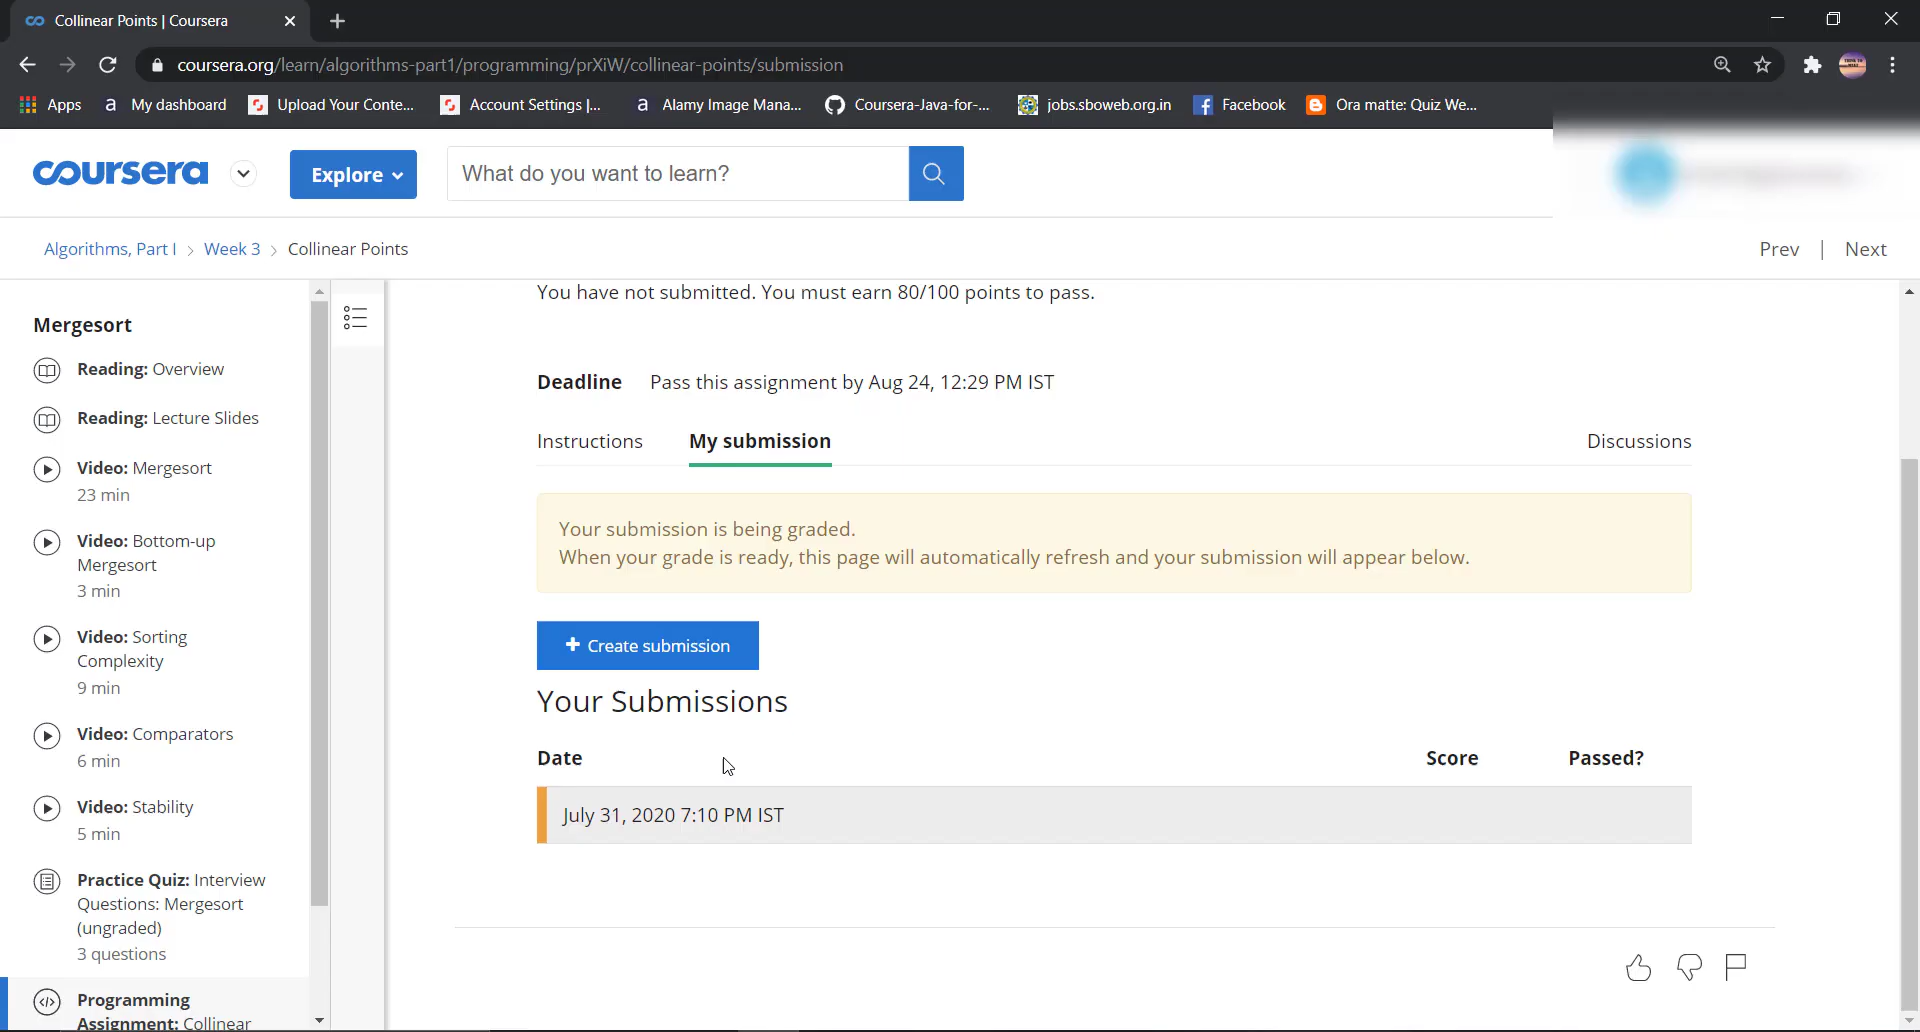 Collinear Points | Coursera
coursera.org/learn/algorithms-part1/programming/prXiW/collinear-points/submission
Apps
a My dashboard
Upload Your Conte...
Account Settings |...
a Alamy Image Mana...
Coursera-Java-for-...
jobs.sboweb.org.in
Facebook
Ora matte: Quiz We...
coursera
Explore
What do you want to learn?
Algorithms, Part I > Week 3 > Collinear Points
Prev | Next
Mergesort
Reading: Overview
Reading: Lecture Slides
Video: Mergesort
23 min
Video: Bottom-up
Mergesort
3 min
Video: Sorting
Complexity
9 min
Video: Comparators
6 min
Video: Stability
5 min
Practice Quiz: Interview
Questions: Mergesort
(ungraded)
3 questions
Programming
Assignment: Collinear
You have not submitted. You must earn 80/100 points to pass.
Deadline Pass this assignment by Aug 24, 12:29 PM IST
Instructions My submission Discussions
Your submission is being graded.
When your grade is ready, this page will automatically refresh and your submission will appear below.
+ Create submission
Your Submissions
Date Score Passed?
July 31, 2020 7:10 PM IST